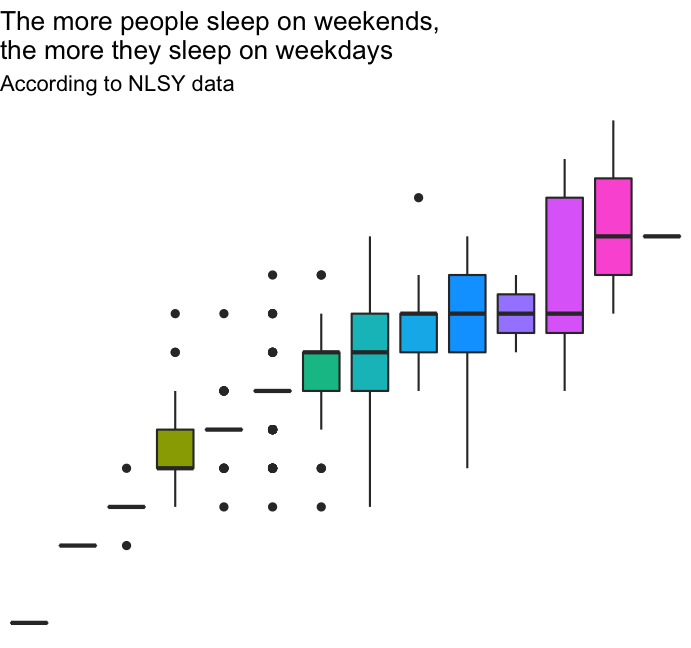 The more people sleep on weekends,
the more they sleep on weekdays
According to NLSY data